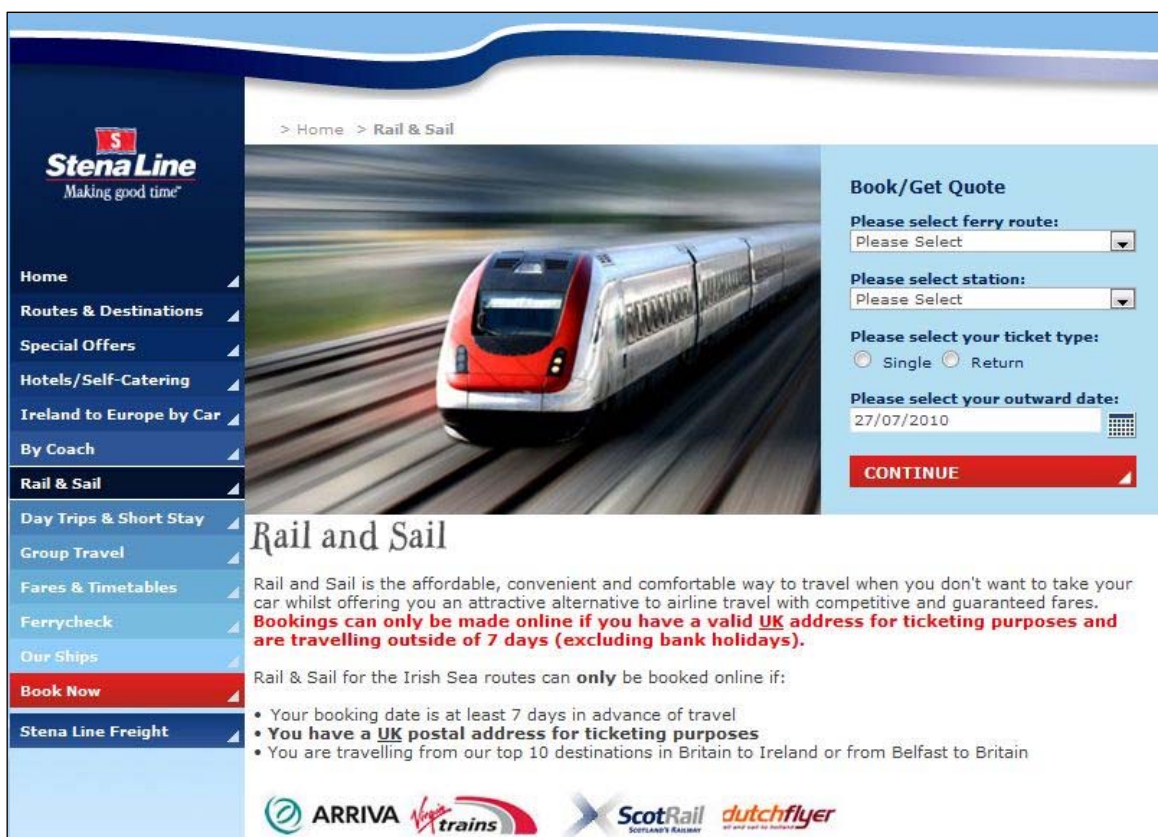 > Home > Rail & Sail
S
StenaLine
Making good time™
Home
Routes & Destinations
Special Offers
Hotels/Self-Catering
Ireland to Europe by Car
By Coach
Rail & Sail
Day Trips & Short Stay
Group Travel
Fares & Timetables
Ferrycheck
Our Ships
Book Now
Stena Line Freight
Book/Get Quote
Please select ferry route:
Please Select
Please select station:
Please Select
Please select your ticket type:
Single Return
Please select your outward date:
27/07/2010
CONTINUE
Rail and Sail
Rail and Sail is the affordable, convenient and comfortable way to travel when you don't want to take your
car whilst offering you an attractive alternative to airline travel with competitive and guaranteed fares.
Bookings can only be made online if you have a valid UK address for ticketing purposes and
are travelling outside of 7 days (excluding bank holidays).
Rail & Sail for the Irish Sea routes can only be booked online if:
• Your booking date is at least 7 days in advance of travel
• You have a UK postal address for ticketing purposes
• You are travelling from our top 10 destinations in Britain to Ireland or from Belfast to Britain
ARRIVA
Virgin trains
ScotRail
SCOTLAND'S RAILWAY
dutchflyer
rail and sail to holland